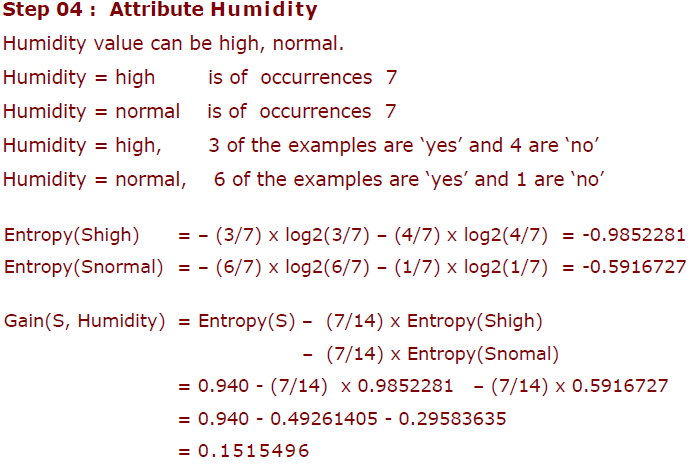 Step 04 : Attribute Humidity
Humidity value can be high, normal.
Humidity = high is of occurrences 7
Humidity = normal is of occurrences 7
Humidity = high, 3 of the examples are ‘yes’ and 4 are ‘no’
Humidity = normal, 6 of the examples are ‘yes’ and 1 are ‘no’
Entropy(Shigh) = – (3/7) x log2(3/7) – (4/7) x log2(4/7) = -0.9852281
Entropy(Snormal) = – (6/7) x log2(6/7) – (1/7) x log2(1/7) = -0.5916727
Gain(S, Humidity) = Entropy(S) – (7/14) x Entropy(Shigh)
– (7/14) x Entropy(Snomal)
= 0.940 - (7/14) x 0.9852281 – (7/14) x 0.5916727
= 0.940 - 0.49261405 - 0.29583635
= 0.1515496